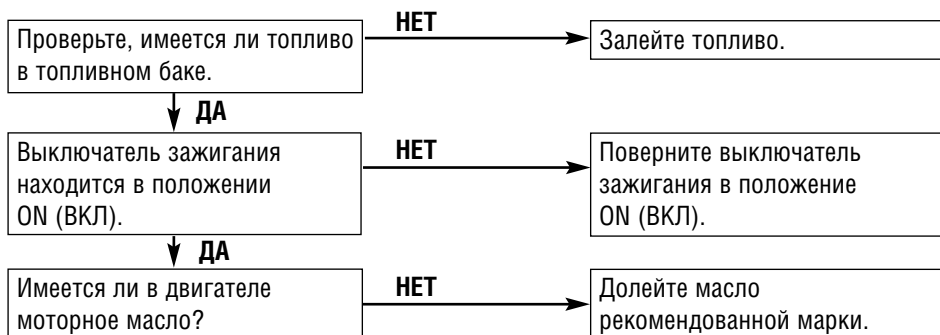 Проверьте, имеется ли топливо
в топливном баке.
НЕТ
Залейте топливо.
ДА
Выключатель зажигания
находится в положении
ON (ВКЛ).
НЕТ
Поверните выключатель
зажигания в положение
ON (ВКЛ).
ДА
Имеется ли в двигателе
моторное масло?
НЕТ
Долейте масло
рекомендованной марки.